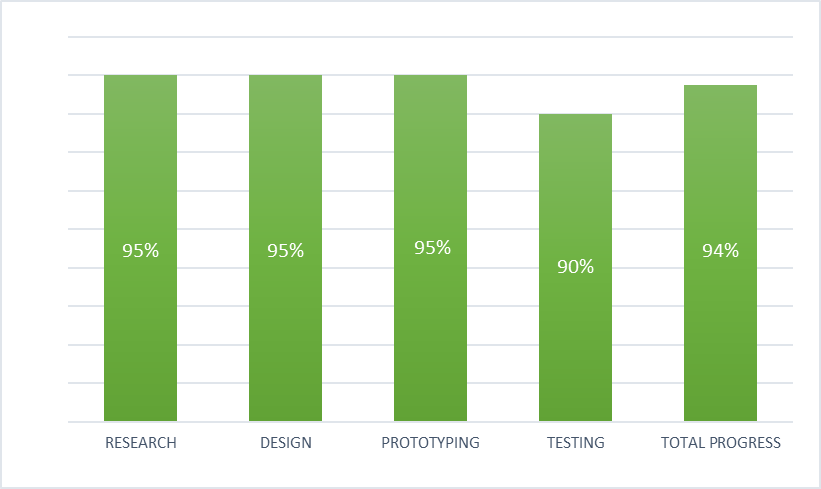 95%
95%
95%
90%
94%
RESEARCH
DESIGN
PROTOTYPING
TESTING
TOTAL PROGRESS